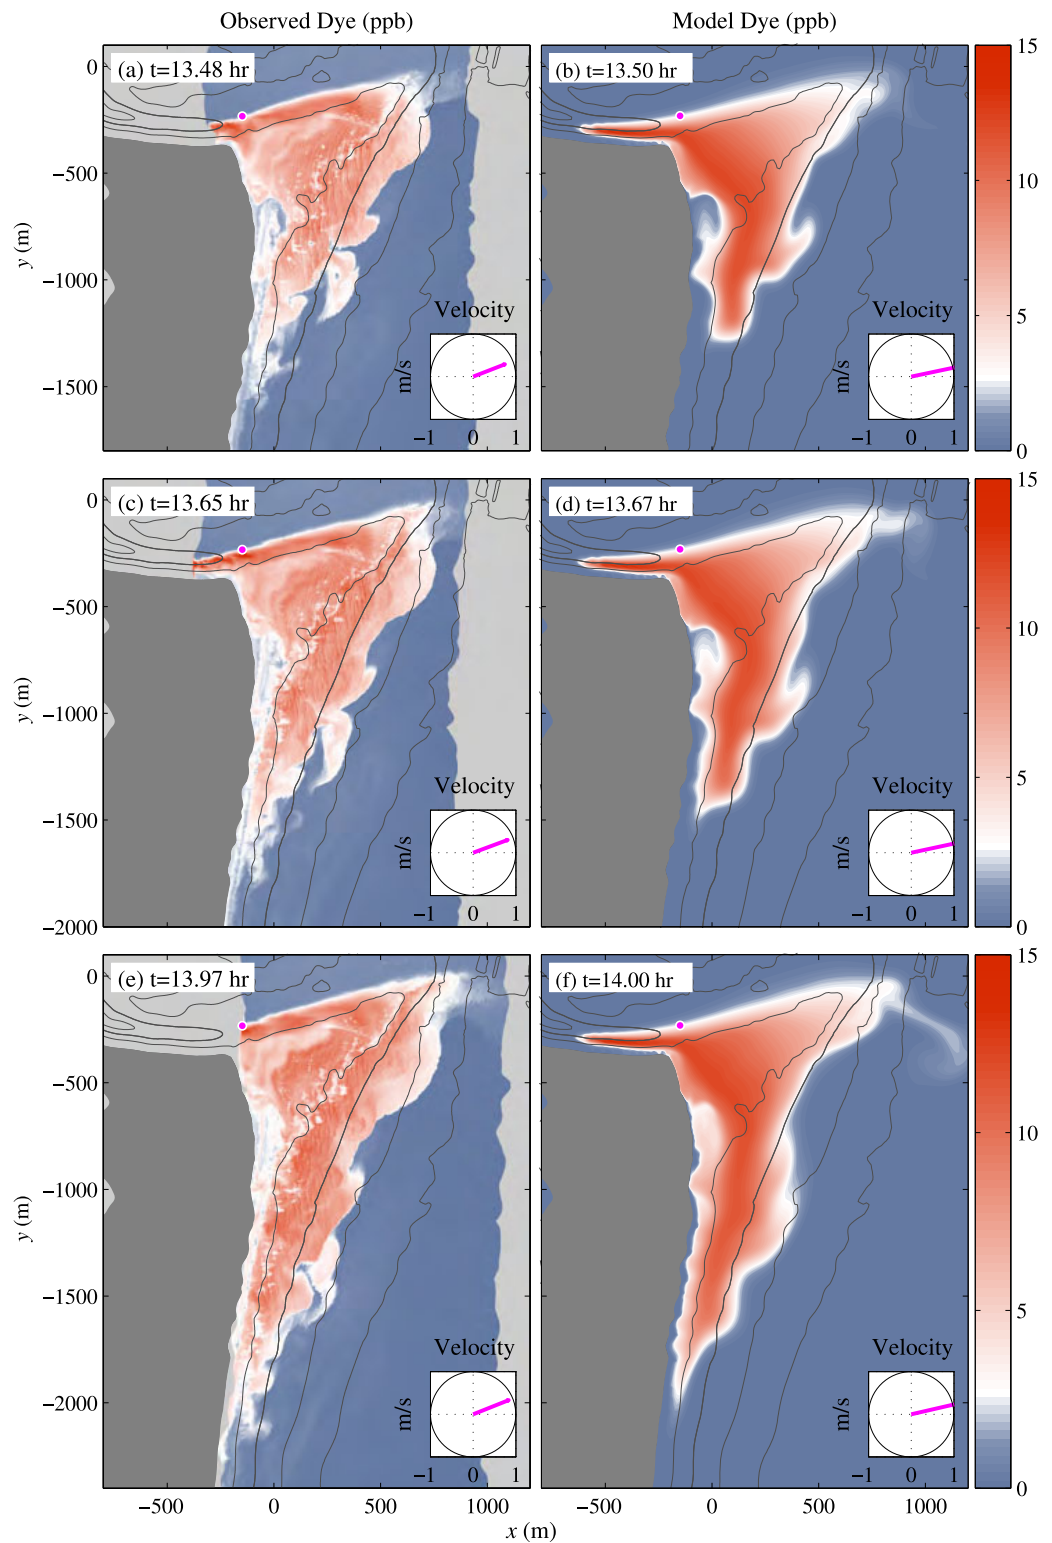 Observed Dye (ppb) Model Dye (ppb)
(a) t=13.48 hr (b) t=13.50 hr 15
0
−500 10
y (m)
−1000 5
Velocity Velocity
m/s m/s
−1500
−1 0 1 −1 0 1 0
(c) t=13.65 hr (d) t=13.67 hr 15
0
−500 10
y (m)
−1000 5
Velocity Velocity
−1500
m/s m/s
−1 0 1 −1 0 1
−2000 0
(e) t=13.97 hr (f) t=14.00 hr 15
0
−500 10
−1000
y (m)
−1500 5
Velocity Velocity
−2000
m/s m/s
−1 0 1 −1 0 1 0
−500 0 500 1000 −500 0 500 1000
x (m)